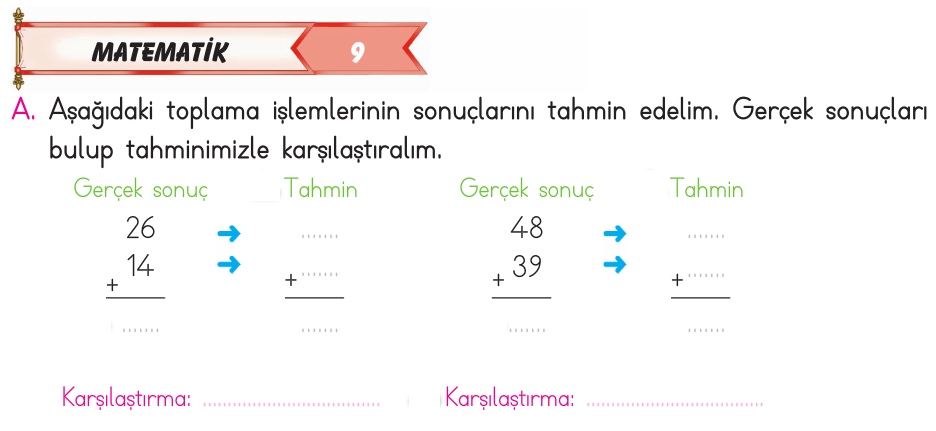 MATEMATİK 9
A. Aşağıdaki toplama işlemlerinin sonuçlarını tahmin edelim. Gerçek sonuçları
bulup tahminimizle karşılaştıralım.
Gerçek sonuç Tahmin Gerçek sonuç Tahmin
26 ➜ ....... 48 ➜ .......
+ 14 ➜ + ....... + 39 ➜ + .......
....... ....... ....... .......
Karşılaştırma: .................................... Karşılaştırma: ....................................